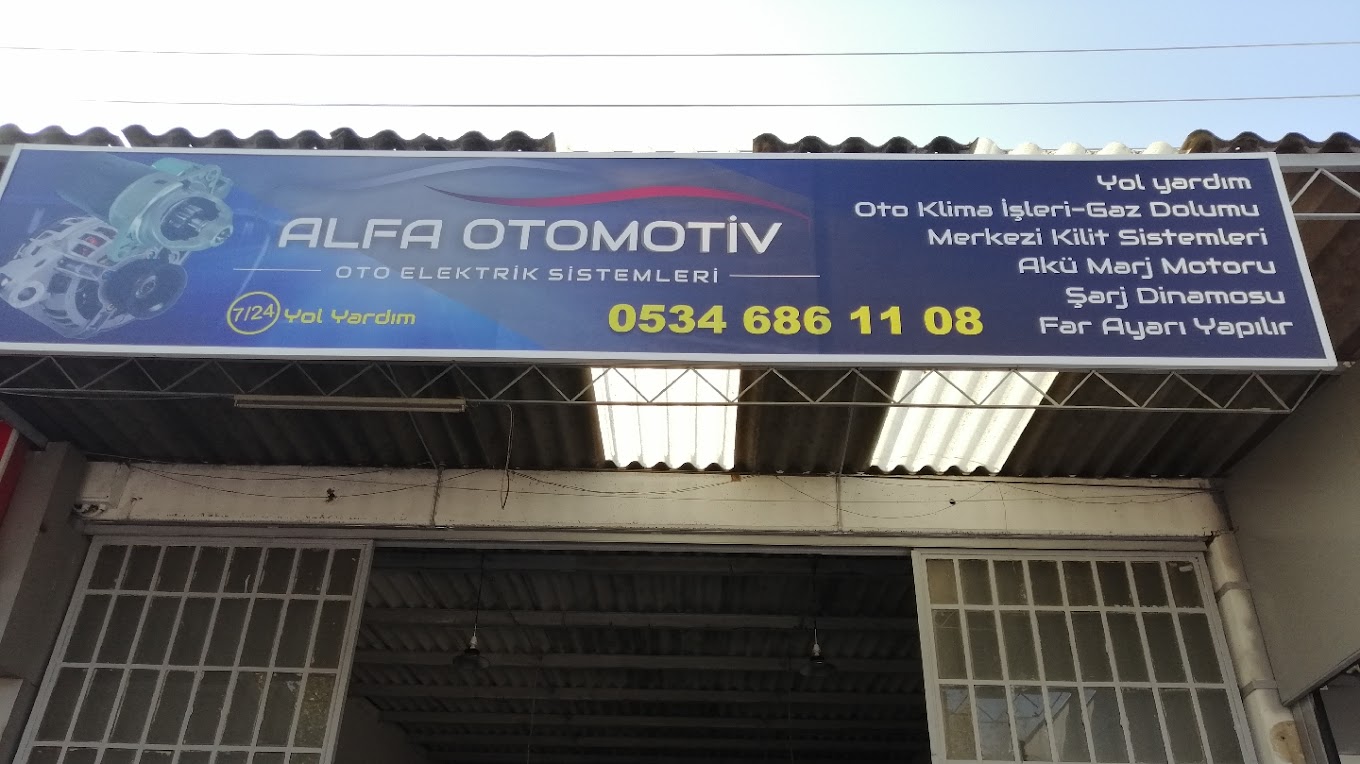 ALFA OTOMOTİV
OTO ELEKTRİK SİSTEMLERİ
7/24 Yol Yardım
0534 686 11 08
Yol yardım
Oto Klima İşleri-Gaz Dolumu
Merkezi Kilit Sistemleri
Akü Marj Motoru
Şarj Dinamosu
Far Ayarı Yapılır